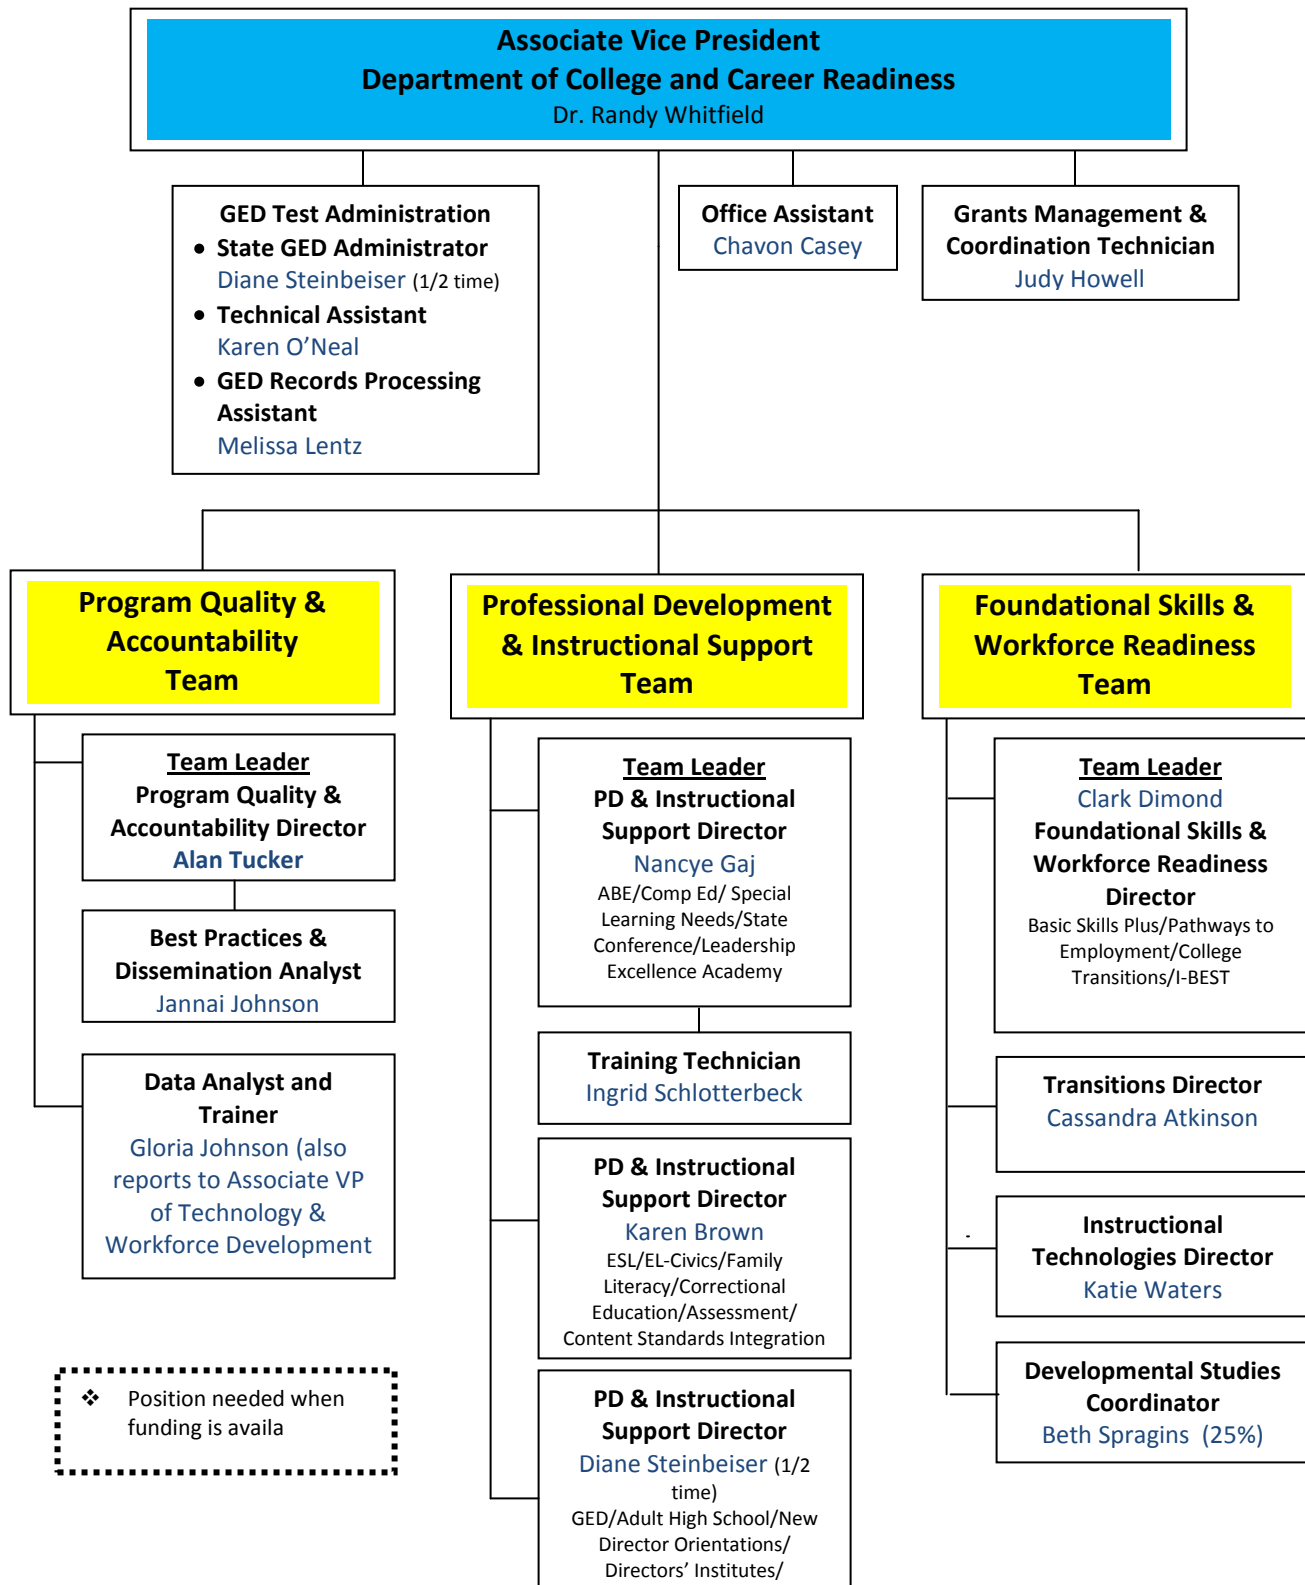 Associate Vice President
Department of College and Career Readiness
Dr. Randy Whitfield
GED Test Administration
• State GED Administrator
Diane Steinbeiser (1/2 time)
• Technical Assistant
Karen O’Neal
• GED Records Processing
Assistant
Melissa Lentz
Office Assistant
Chavon Casey
Grants Management &
Coordination Technician
Judy Howell
Program Quality &
Accountability
Team
Team Leader
Program Quality &
Accountability Director
Alan Tucker
Best Practices &
Dissemination Analyst
Jannai Johnson
Data Analyst and
Trainer
Gloria Johnson (also
reports to Associate VP
of Technology &
Workforce Development
❖ Position needed when
funding is availa
Professional Development
& Instructional Support
Team
Team Leader
PD & Instructional
Support Director
Nancye Gaj
ABE/Comp Ed/ Special
Learning Needs/State
Conference/Leadership
Excellence Academy
Training Technician
Ingrid Schlotterbeck
PD & Instructional
Support Director
Karen Brown
ESL/EL-Civics/Family
Literacy/Correctional
Education/Assessment/
Content Standards Integration
PD & Instructional
Support Director
Diane Steinbeiser (1/2
time)
GED/Adult High School/New
Director Orientations/
Directors’ Institutes/
Foundational Skills &
Workforce Readiness
Team
Team Leader
Clark Dimond
Foundational Skills &
Workforce Readiness
Director
Basic Skills Plus/Pathways to
Employment/College
Transitions/I-BEST
Transitions Director
Cassandra Atkinson
-
Instructional
Technologies Director
Katie Waters
Developmental Studies
Coordinator
Beth Spragins (25%)